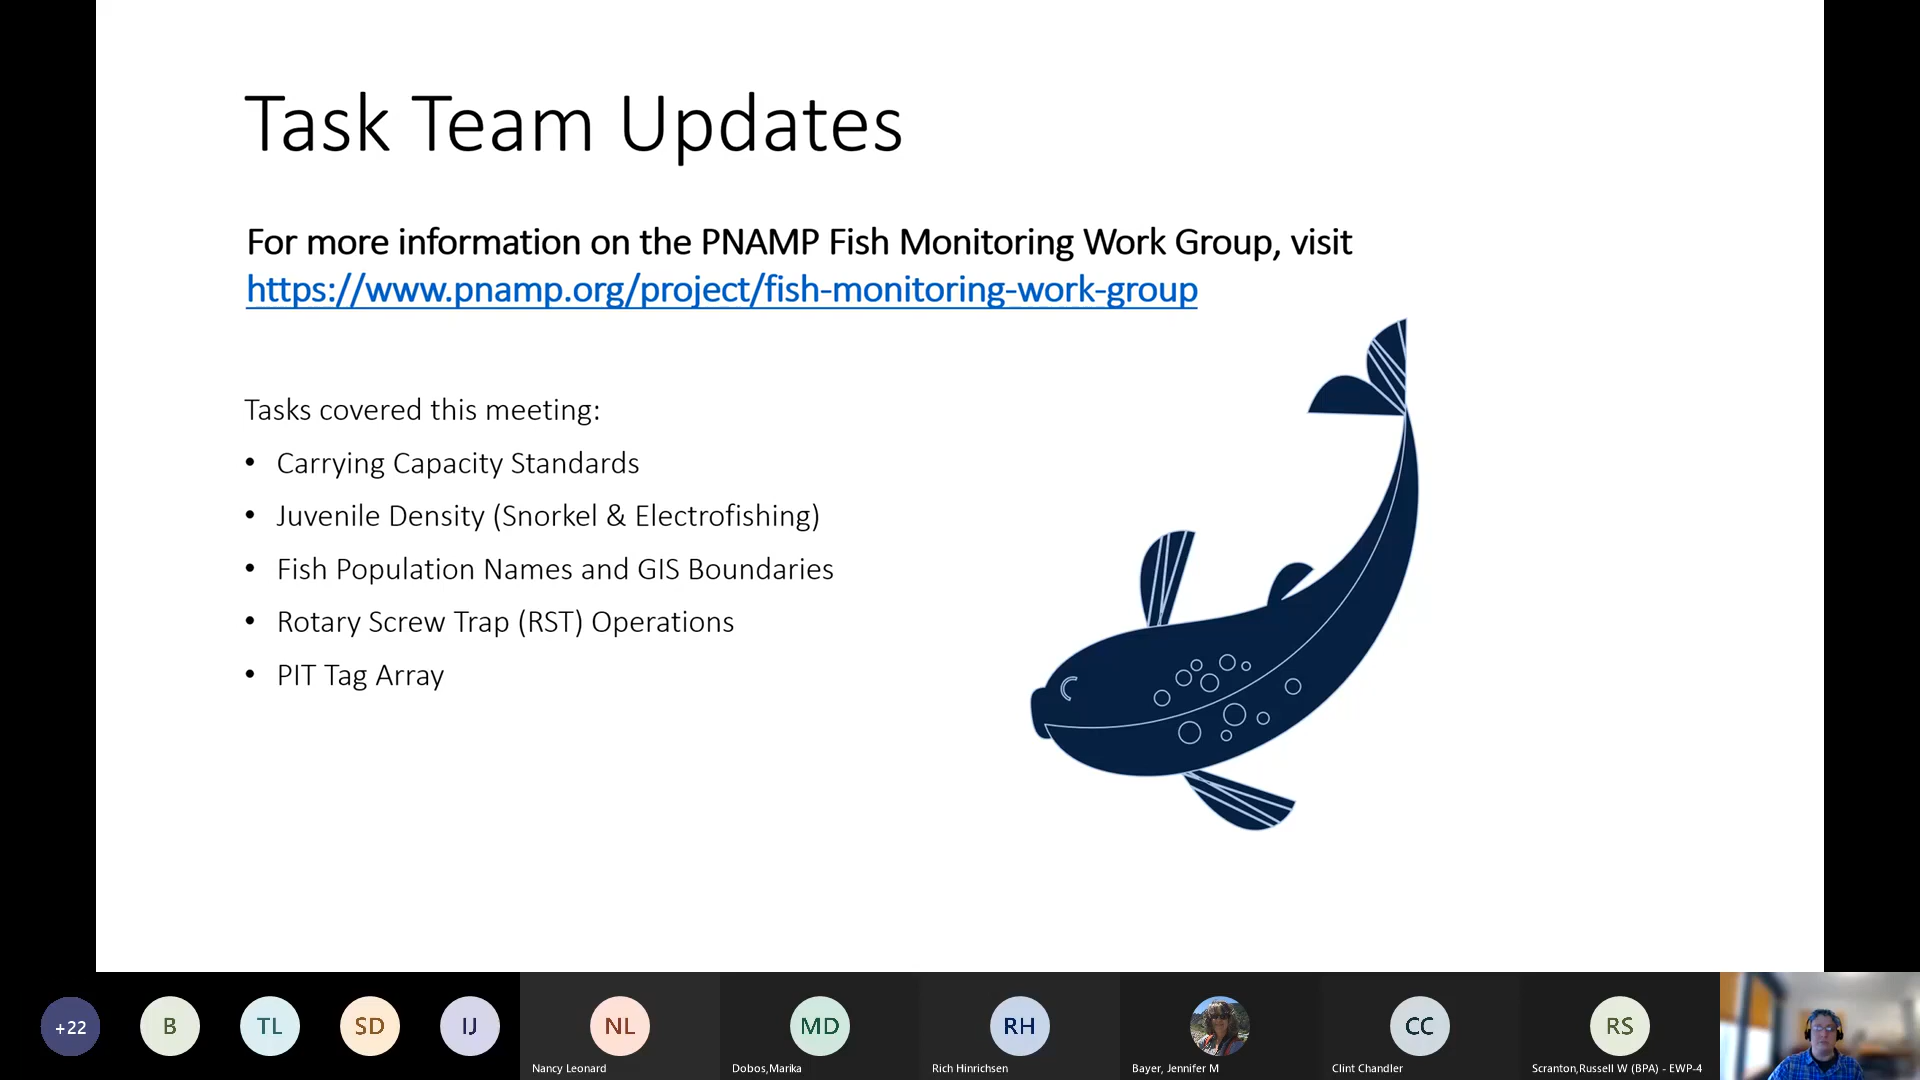 Task Team Updates
For more information on the PNAMP Fish Monitoring Work Group, visit
https://www.pnamp.org/project/fish-monitoring-work-group
Tasks covered this meeting:
• Carrying Capacity Standards
• Juvenile Density (Snorkel & Electrofishing)
• Fish Population Names and GIS Boundaries
• Rotary Screw Trap (RST) Operations
• PIT Tag Array
+22 B TL SD IJ NL MD RH CC RS
Nancy Leonard Dobos,Marika Rich Hinrichsen Bayer, Jennifer M Clint Chandler Scranton,Russell W (BPA) - EWP-4